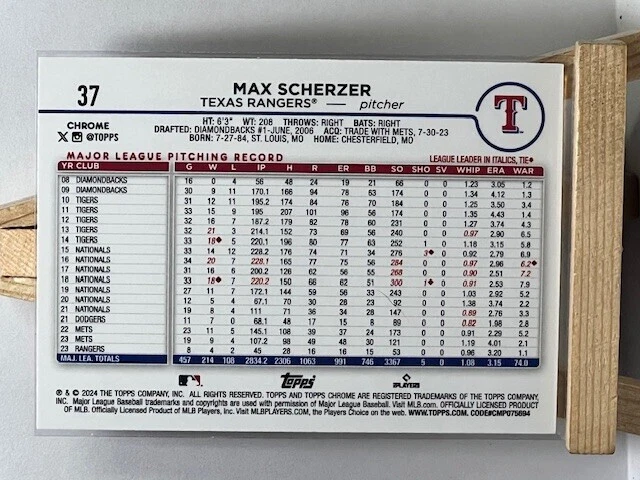 37
MAX SCHERZER
TEXAS RANGERS® — pitcher
T
HT: 6'3" WT: 208 THROWS: RIGHT BATS: RIGHT
DRAFTED: DIAMONDBACKS #1-JUNE, 2006 ACQ: TRADE WITH METS, 7-30-23
BORN: 7-27-84, ST. LOUIS, MO HOME: CHESTERFIELD, MO
CHROME
X @TOPPS
MAJOR LEAGUE PITCHING RECORD LEAGUE LEADER IN ITALICS, TIE♦
YR CLUB G W L IP H R ER BB SO SHO SV WHIP ERA WAR
08 DIAMONDBACKS 16 0 4 56 48 24 19 21 66 0 0 1.23 3.05 1.2
09 DIAMONDBACKS 30 9 11 170.1 166 94 78 63 174 0 0 1.34 4.12 1.3
10 TIGERS 31 12 11 195.2 174 84 76 70 184 0 0 1.25 3.50 3.4
11 TIGERS 33 15 9 195 207 101 96 56 174 0 0 1.35 4.43 1.4
12 TIGERS 32 16 7 187.2 179 82 78 60 231 0 0 1.27 3.74 4.3
13 TIGERS 32 21 3 214.1 152 73 69 56 240 0 0 0.97 2.90 6.5
14 TIGERS 33 18♦ 5 220.1 196 80 77 63 252 1 0 1.18 3.15 5.8
15 NATIONALS 33 14 12 228.2 176 74 71 34 276 3♦ 0 0.92 2.79 6.9
16 NATIONALS 34 20 7 228.1 165 77 75 56 284 0 0 0.97 2.96 6.2♦
17 NATIONALS 31 16 6 200.2 126 62 56 55 268 0 0 0.90 2.51 7.2
18 NATIONALS 33 18♦ 7 220.2 150 66 62 51 300 1♦ 0 0.91 2.53 7.9
19 NATIONALS 27 11 7 172.1 144 59 56 33 243 0 0 1.03 2.92 5.2
20 NATIONALS 12 5 4 67.1 70 30 28 23 92 0 0 1.38 3.74 2.2
21 NATIONALS 19 8 4 111 71 36 34 28 147 0 0 0.89 2.76 3.3
21 DODGERS 11 7 0 68.1 48 17 15 8 89 0 0 0.82 1.98 2.8
22 METS 23 11 5 145.1 108 39 37 24 173 0 0 0.91 2.29 5.2
23 METS 19 9 4 107.2 98 49 48 30 121 0 0 1.19 4.01 2.1
23 RANGERS 8 4 2 45 28 16 16 15 53 0 0 0.96 3.20 1.1
MAJ. LEA. TOTALS 457 214 108 2834.2 2306 1063 991 746 3367 5 0 1.08 3.15 74.0
Topps
PLAYERS
® & © 2024 THE TOPPS COMPANY, INC. ALL RIGHTS RESERVED. TOPPS AND TOPPS CHROME ARE REGISTERED TRADEMARKS OF THE TOPPS COMPANY,
INC. Major League Baseball trademarks and copyrights are used with permission of Major League Baseball. Visit MLB.com. OFFICIALLY LICENSED PRODUCT
OF MLB. Officially Licensed Product of MLB Players, Inc. Visit MLBPLAYERS.com, the Players Choice on the web. WWW.TOPPS.COM. CODE#CMP075694